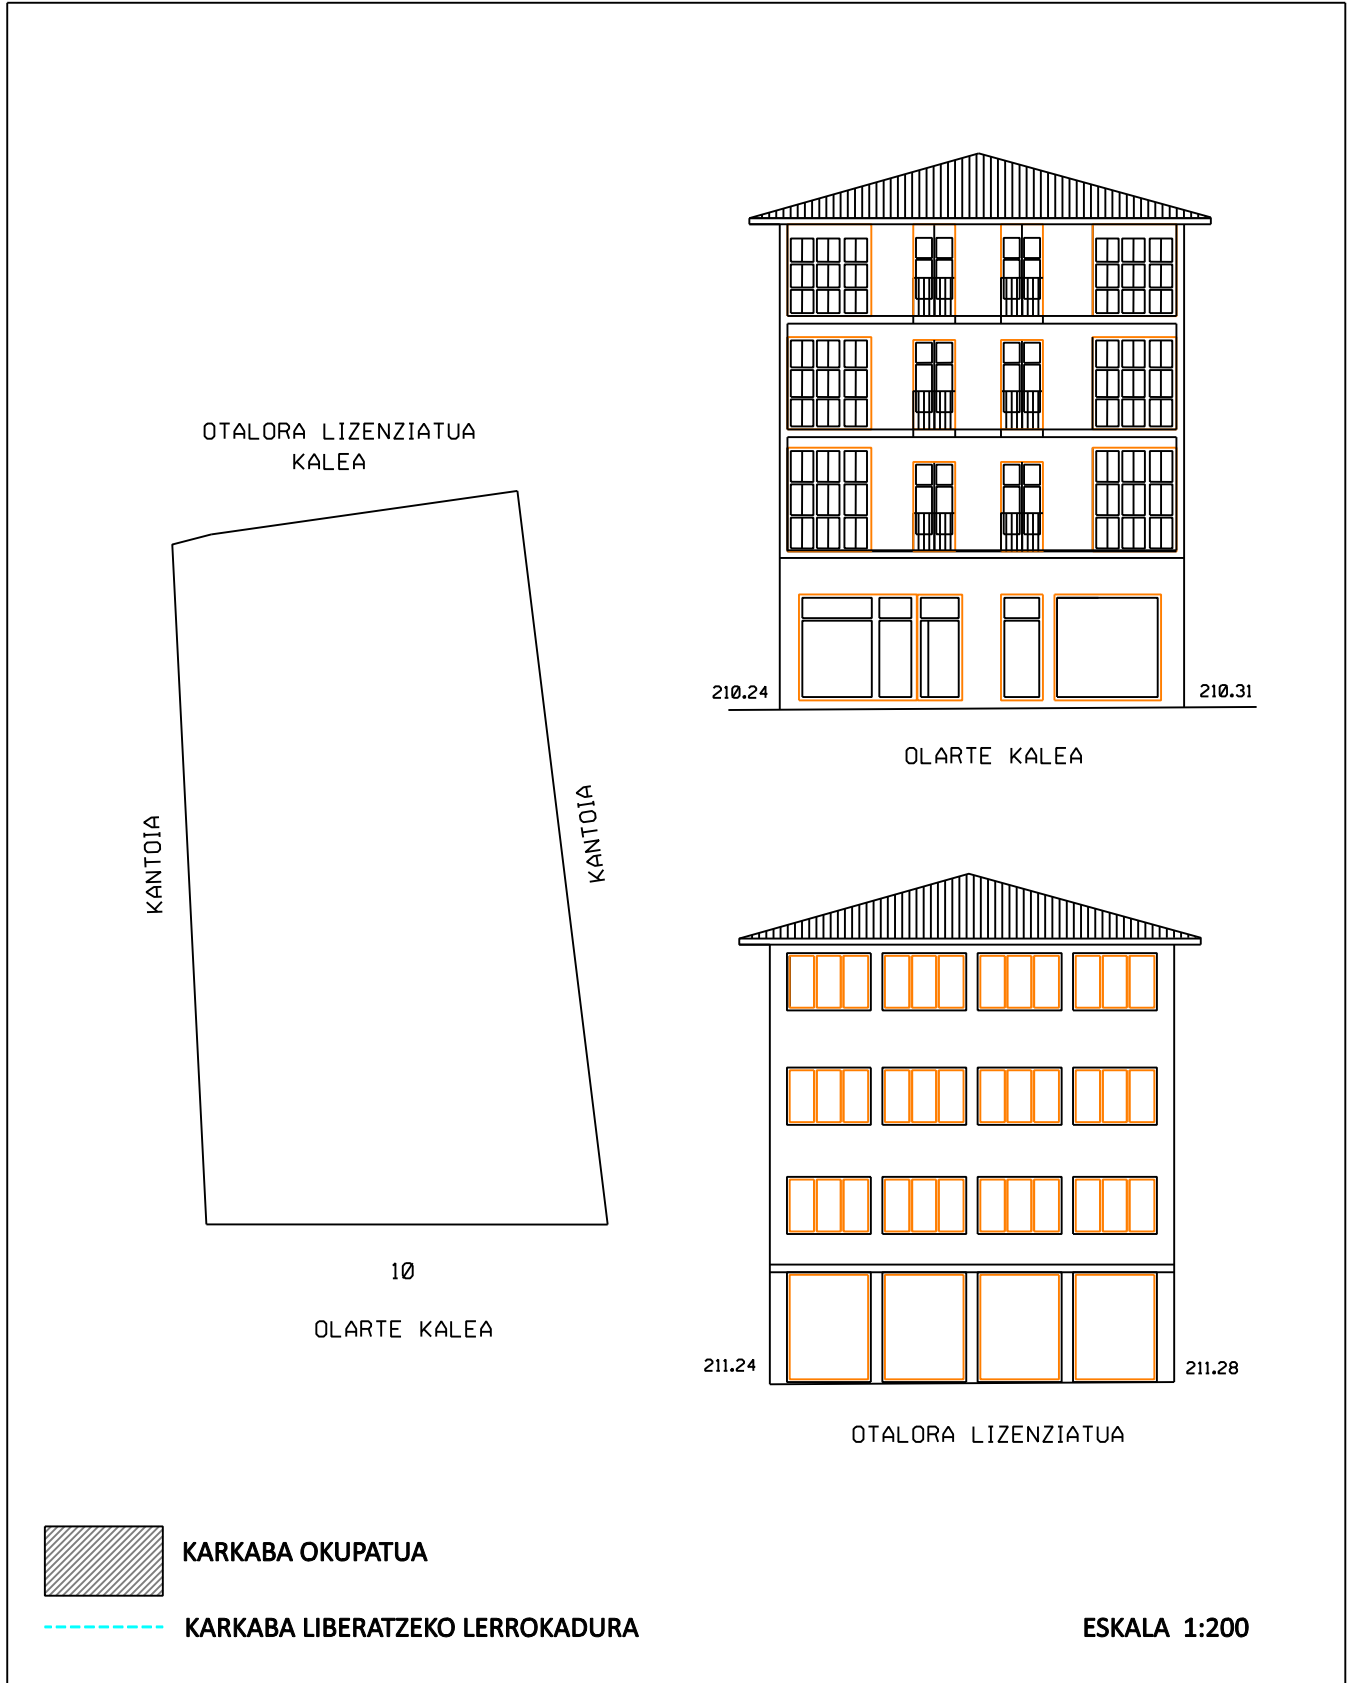 OTALORA LIZENZIATUA
KALEA
KANTOIA
KANTOIA
10
OLARTE KALEA
210.24
210.31
OLARTE KALEA
211.24
211.28
OTALORA LIZENZIATUA
KARKABA OKUPATUA
KARKABA LIBERATZEKO LERROKADURA
ESKALA 1:200